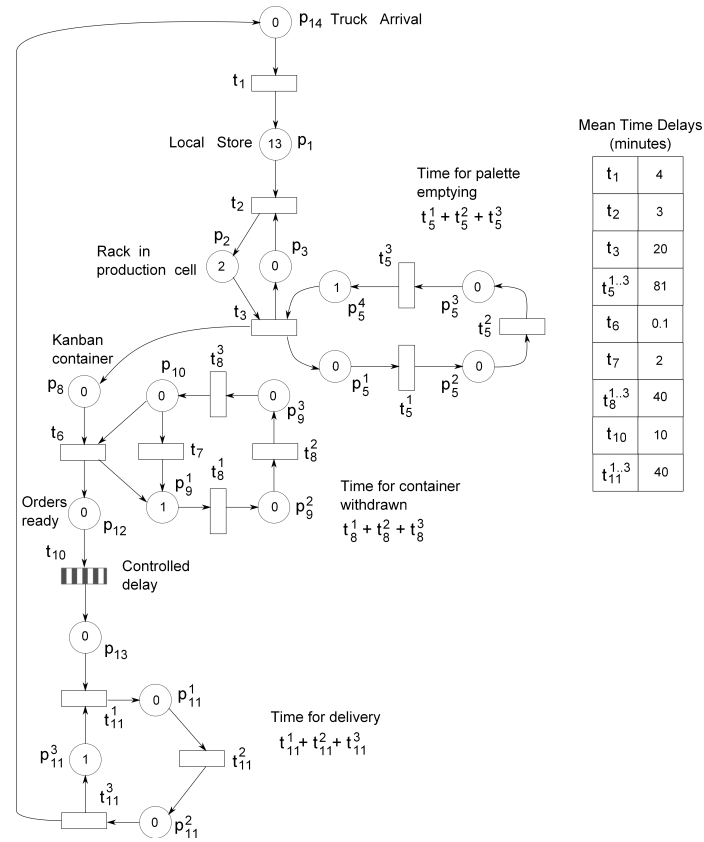 0 p14 Truck Arrival
t1
Local Store 13 p1
t2
p2
p3
Rack in
production cell
2
0
t3
Time for palette
emptying
t5^1 + t5^2 + t5^3
t5^3
1
p5^4
0
p5^3
t5^2
0
p5^1
t5^1
p5^2
0
Kanban
container
p8
0
p10
0
t8^3
0
p9^3
t6
t7
t8^2
p9^1
1
t8^1
0
p9^2
Time for container
withdrawn
t8^1 + t8^2 + t8^3
Orders
ready
0
p12
t10
Controlled
delay
0
p13
t11^1
0
p11^1
t11^2
p11^3
1
t11^3
0
p11^2
Time for delivery
t11^1 + t11^2 + t11^3
Mean Time Delays
(minutes)
t1 4
t2 3
t3 20
t5^1..3 81
t6 0.1
t7 2
t8^1..3 40
t10 10
t11^1..3 40